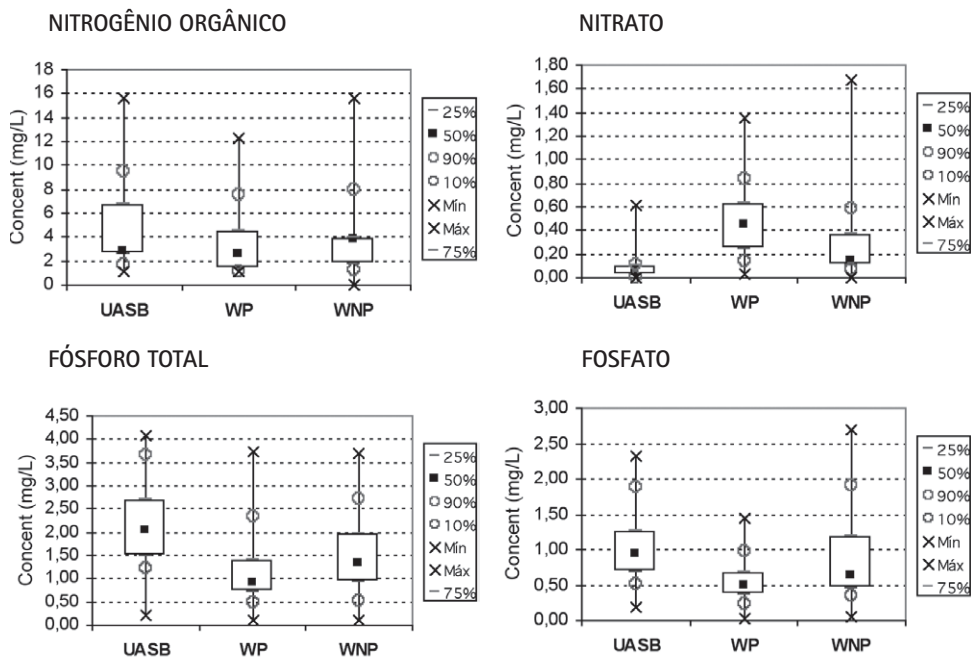 NITROGÊNIO ORGÂNICO
Concent (mg/L)
18
16
14
12
10
8
6
4
2
0
UASB WP WNP
25%
50%
90%
10%
Mín
Máx
75%
NITRATO
Concent (mg/L)
1,80
1,60
1,40
1,20
1,00
0,80
0,60
0,40
0,20
0,00
UASB WP WNP
25%
50%
90%
10%
Mín
Máx
75%
FÓSFORO TOTAL
Concent (mg/L)
4,50
4,00
3,50
3,00
2,50
2,00
1,50
1,00
0,50
0,00
UASB WP WNP
25%
50%
90%
10%
Mín
Máx
75%
FOSFATO
Concent (mg/L)
3,00
2,50
2,00
1,50
1,00
0,50
0,00
UASB WP WNP
25%
50%
90%
10%
Mín
Máx
75%